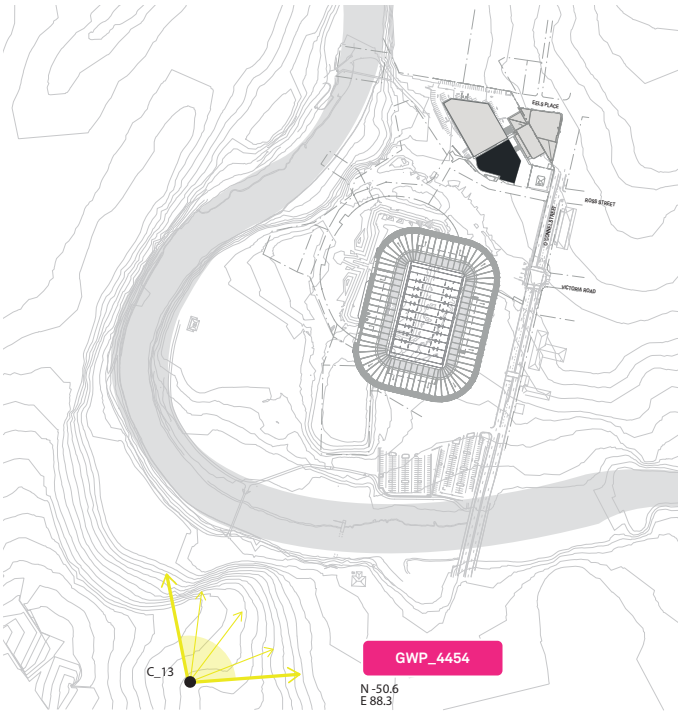 EELS PLACE
ROSS STREET
O'CONNELL STREET
VICTORIA ROAD
C_13
GWP_4454
N -50.6
E 88.3